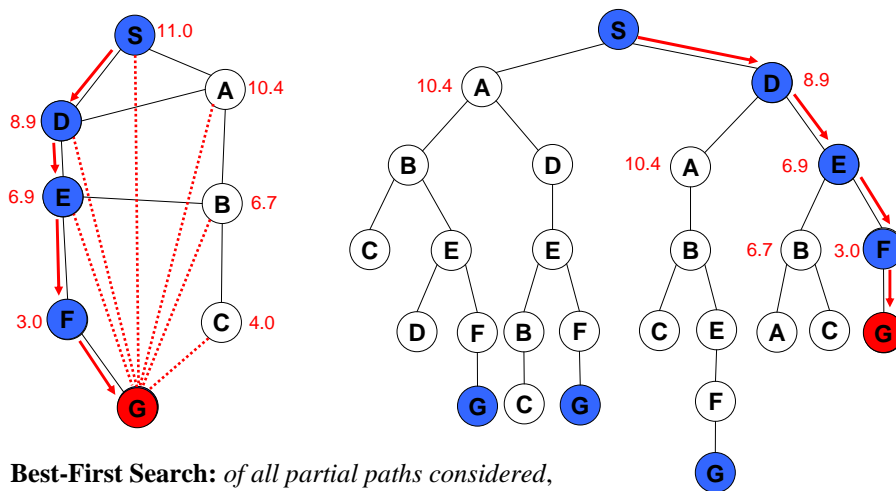 S
11.0
A
10.4
8.9
D
6.9
E
B
6.7
3.0
F
C
4.0
G
S
10.4
A
D
8.9
B
D
10.4
A
6.9
E
C
E
E
B
6.7
B
3.0
F
D
F
B
F
C
E
A
C
G
G
C
G
F
G
Best-First Search: of all partial paths considered,